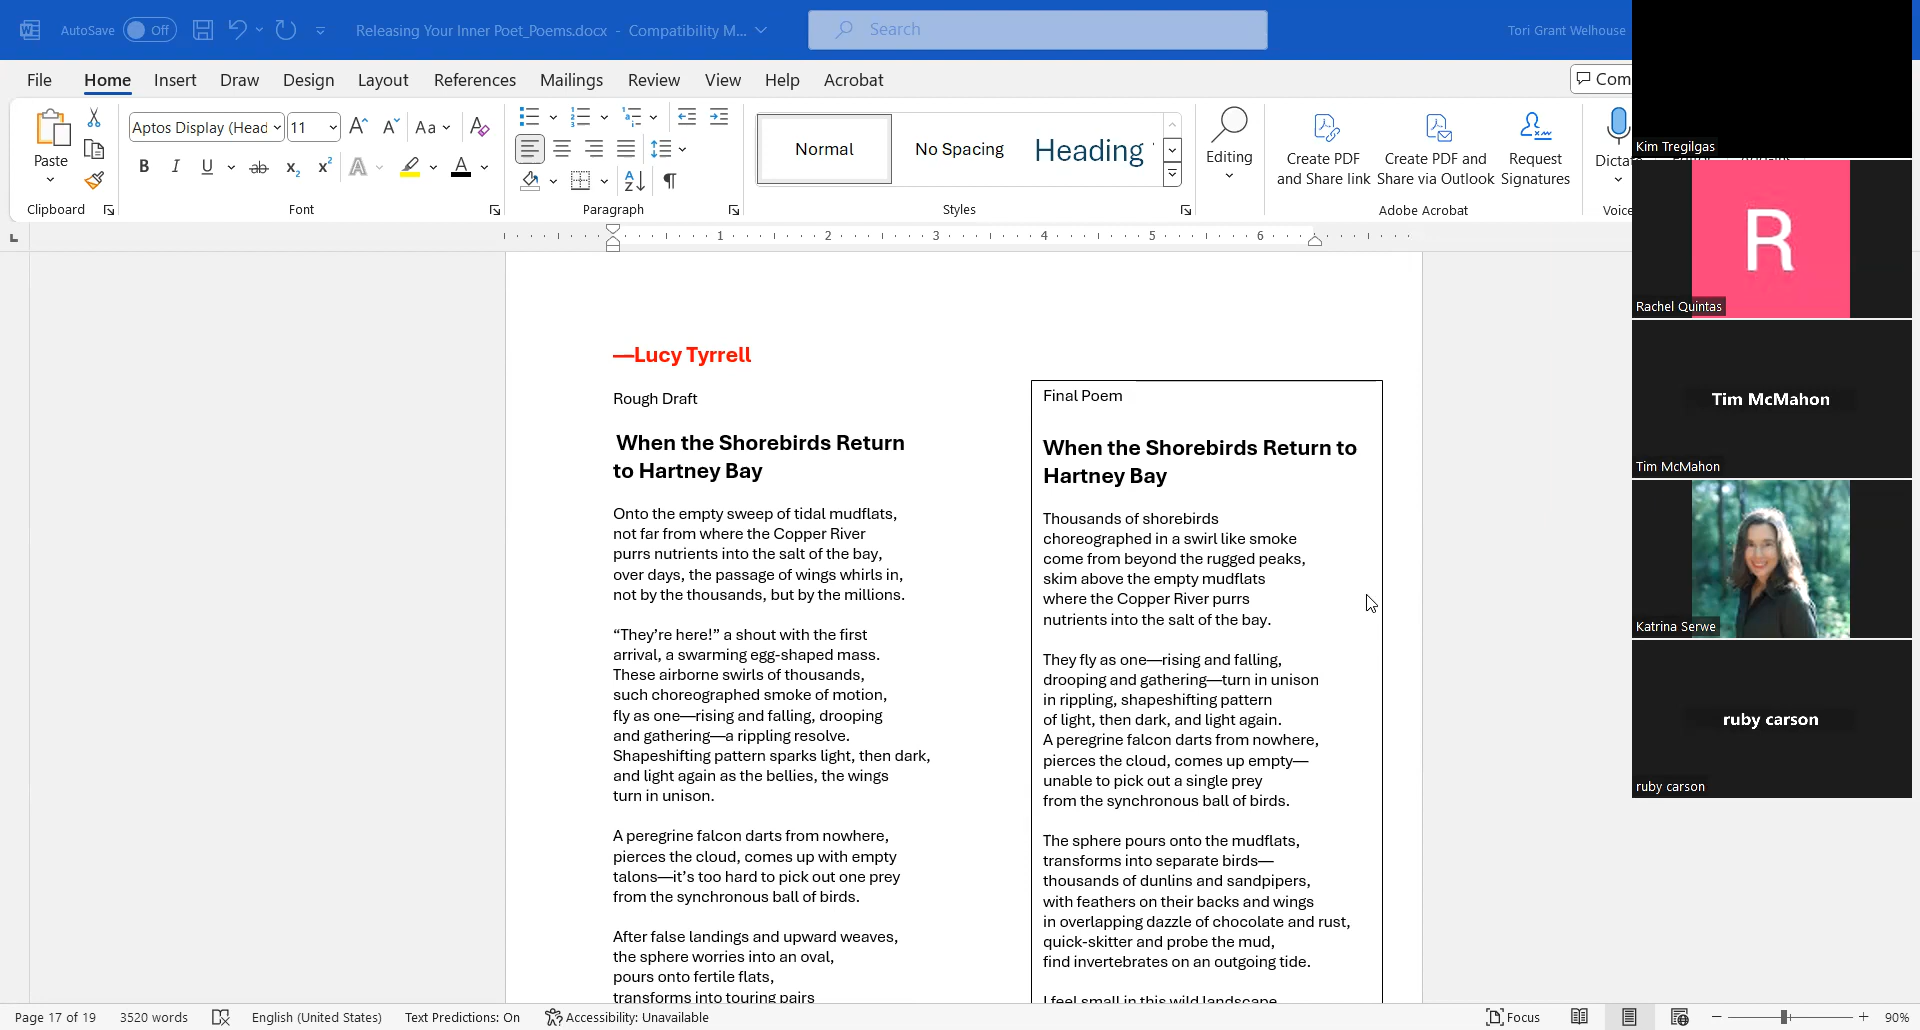 AutoSave Off Releasing Your Inner Poet_Poems.docx - Compatibility M... Search Tori Grant Welhouse
File Home Insert Draw Design Layout References Mailings Review View Help Acrobat Com
Paste
Clipboard
Aptos Display (Head 11
Font
Paragraph
Normal No Spacing Heading
Styles
Editing
Create PDF and Share link
Create PDF and Share via Outlook
Request Signatures
Adobe Acrobat
Dictat
Voice
1 2 3 4 5 6
—Lucy Tyrrell
Rough Draft
When the Shorebirds Return
to Hartney Bay
Onto the empty sweep of tidal mudflats,
not far from where the Copper River
purrs nutrients into the salt of the bay,
over days, the passage of wings whirls in,
not by the thousands, but by the millions.
“They’re here!” a shout with the first
arrival, a swarming egg-shaped mass.
These airborne swirls of thousands,
such choreographed smoke of motion,
fly as one—rising and falling, drooping
and gathering—a rippling resolve.
Shapeshifting pattern sparks light, then dark,
and light again as the bellies, the wings
turn in unison.
A peregrine falcon darts from nowhere,
pierces the cloud, comes up with empty
talons—it’s too hard to pick out one prey
from the synchronous ball of birds.
After false landings and upward weaves,
the sphere worries into an oval,
pours onto fertile flats,
transforms into touring pairs
Final Poem
When the Shorebirds Return to
Hartney Bay
Thousands of shorebirds
choreographed in a swirl like smoke
come from beyond the rugged peaks,
skim above the empty mudflats
where the Copper River purrs
nutrients into the salt of the bay.
They fly as one—rising and falling,
drooping and gathering—turn in unison
in rippling, shapeshifting pattern
of light, then dark, and light again.
A peregrine falcon darts from nowhere,
pierces the cloud, comes up empty—
unable to pick out a single prey
from the synchronous ball of birds.
The sphere pours onto the mudflats,
transforms into separate birds—
thousands of dunlins and sandpipers,
with feathers on their backs and wings
in overlapping dazzle of chocolate and rust,
quick-skitter and probe the mud,
find invertebrates on an outgoing tide.
I feel small in this wild landscape
Kim Tregilgas
R
Rachel Quintas
Tim McMahon
Tim McMahon
Katrina Serwe
ruby carson
ruby carson
Page 17 of 19 3520 words English (United States) Text Predictions: On Accessibility: Unavailable Focus 90%